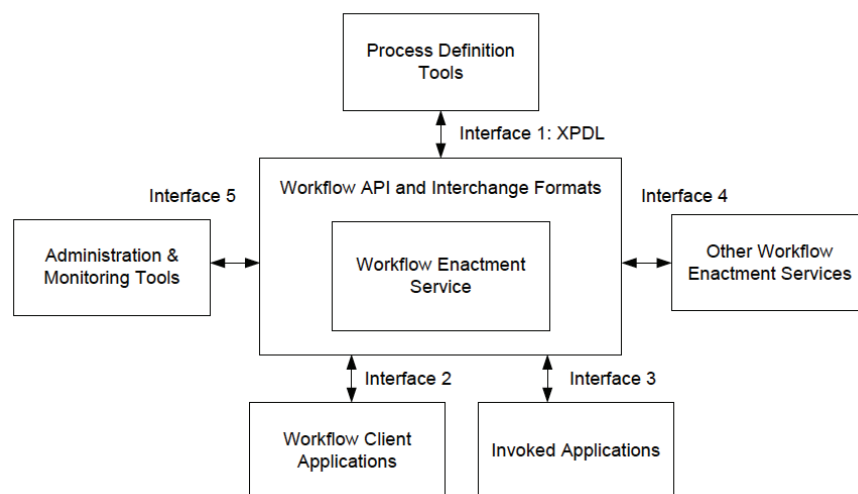 Process Definition
Tools
Interface 1: XPDL
Workflow API and Interchange Formats
Interface 5
Interface 4
Administration &
Monitoring Tools
Workflow Enactment
Service
Other Workflow
Enactment Services
Interface 2
Interface 3
Workflow Client
Applications
Invoked Applications